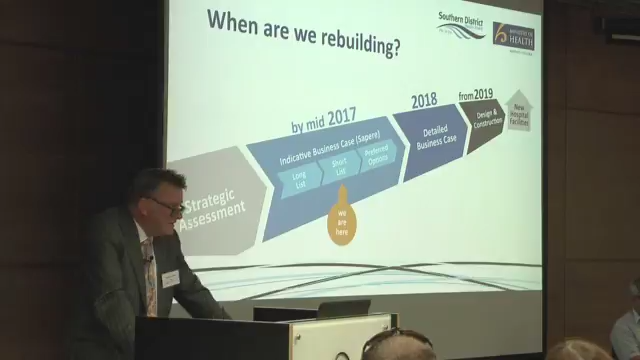 When are we rebuilding?
Southern District
HEALTH
by mid 2017
2018
from 2019
Strategic
Assessment
Indicative Business Case (Sapere)
Long
List
Short
List
Preferred
Options
Detailed
Business Case
Design &
Construction
New
Hospital
Facilities
we
are
here